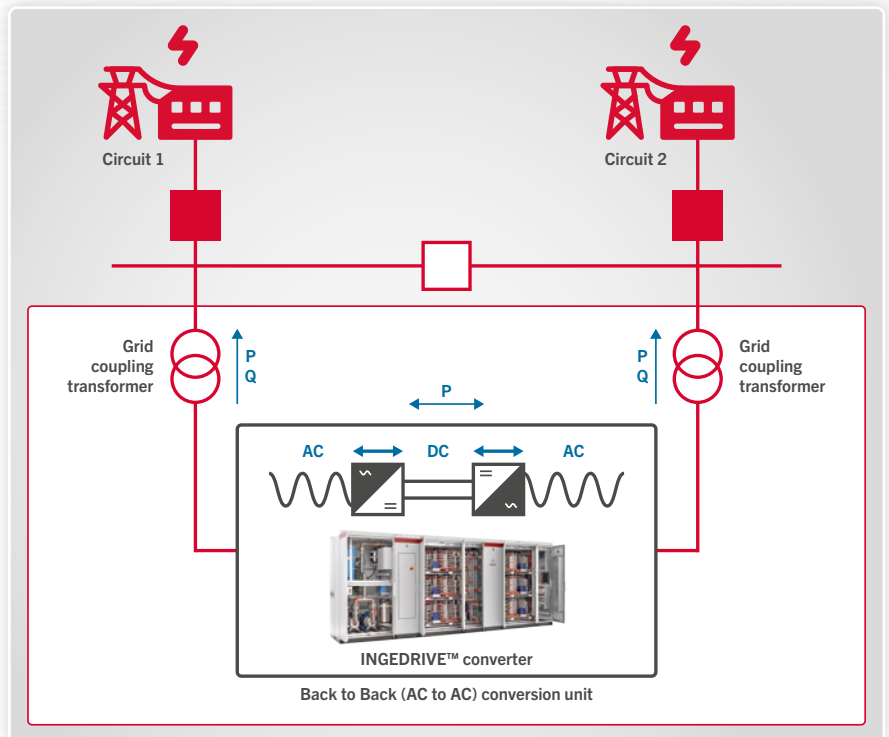 Circuit 1
Circuit 2
Grid
coupling
transformer
P
Q
P
P
Q
Grid
coupling
transformer
AC
DC
AC
INGEDRIVE™ converter
Back to Back (AC to AC) conversion unit